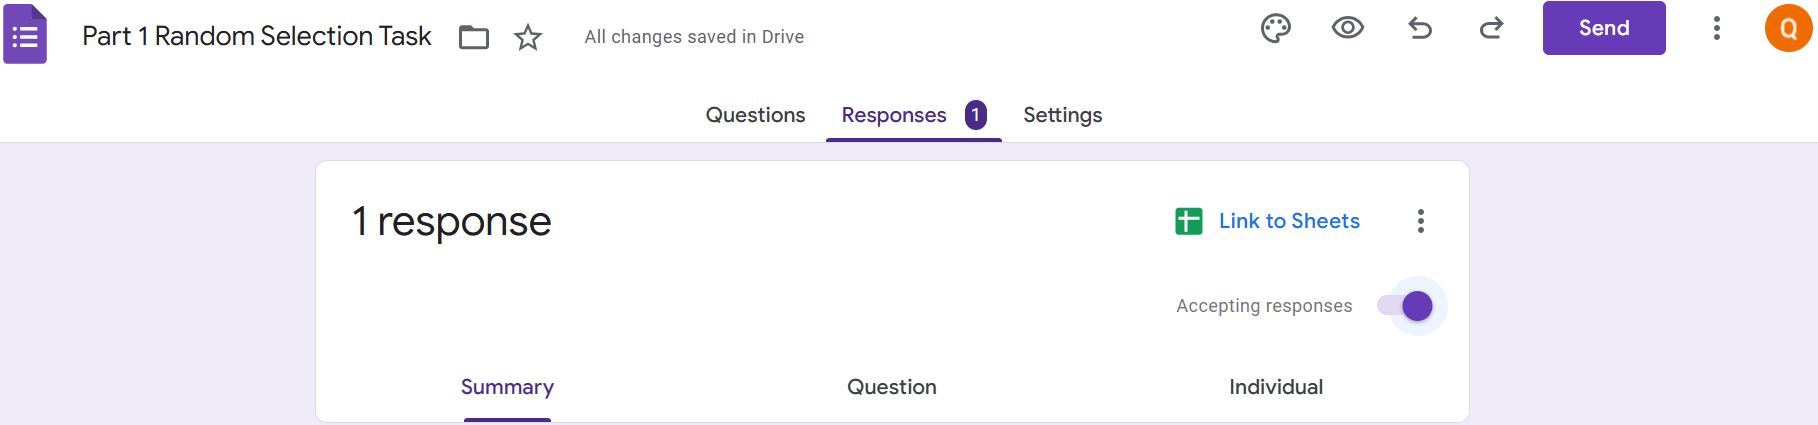 Part 1 Random Selection Task
All changes saved in Drive
Send
Q
Questions
Responses 1
Settings
1 response
Link to Sheets
Accepting responses
Summary
Question
Individual